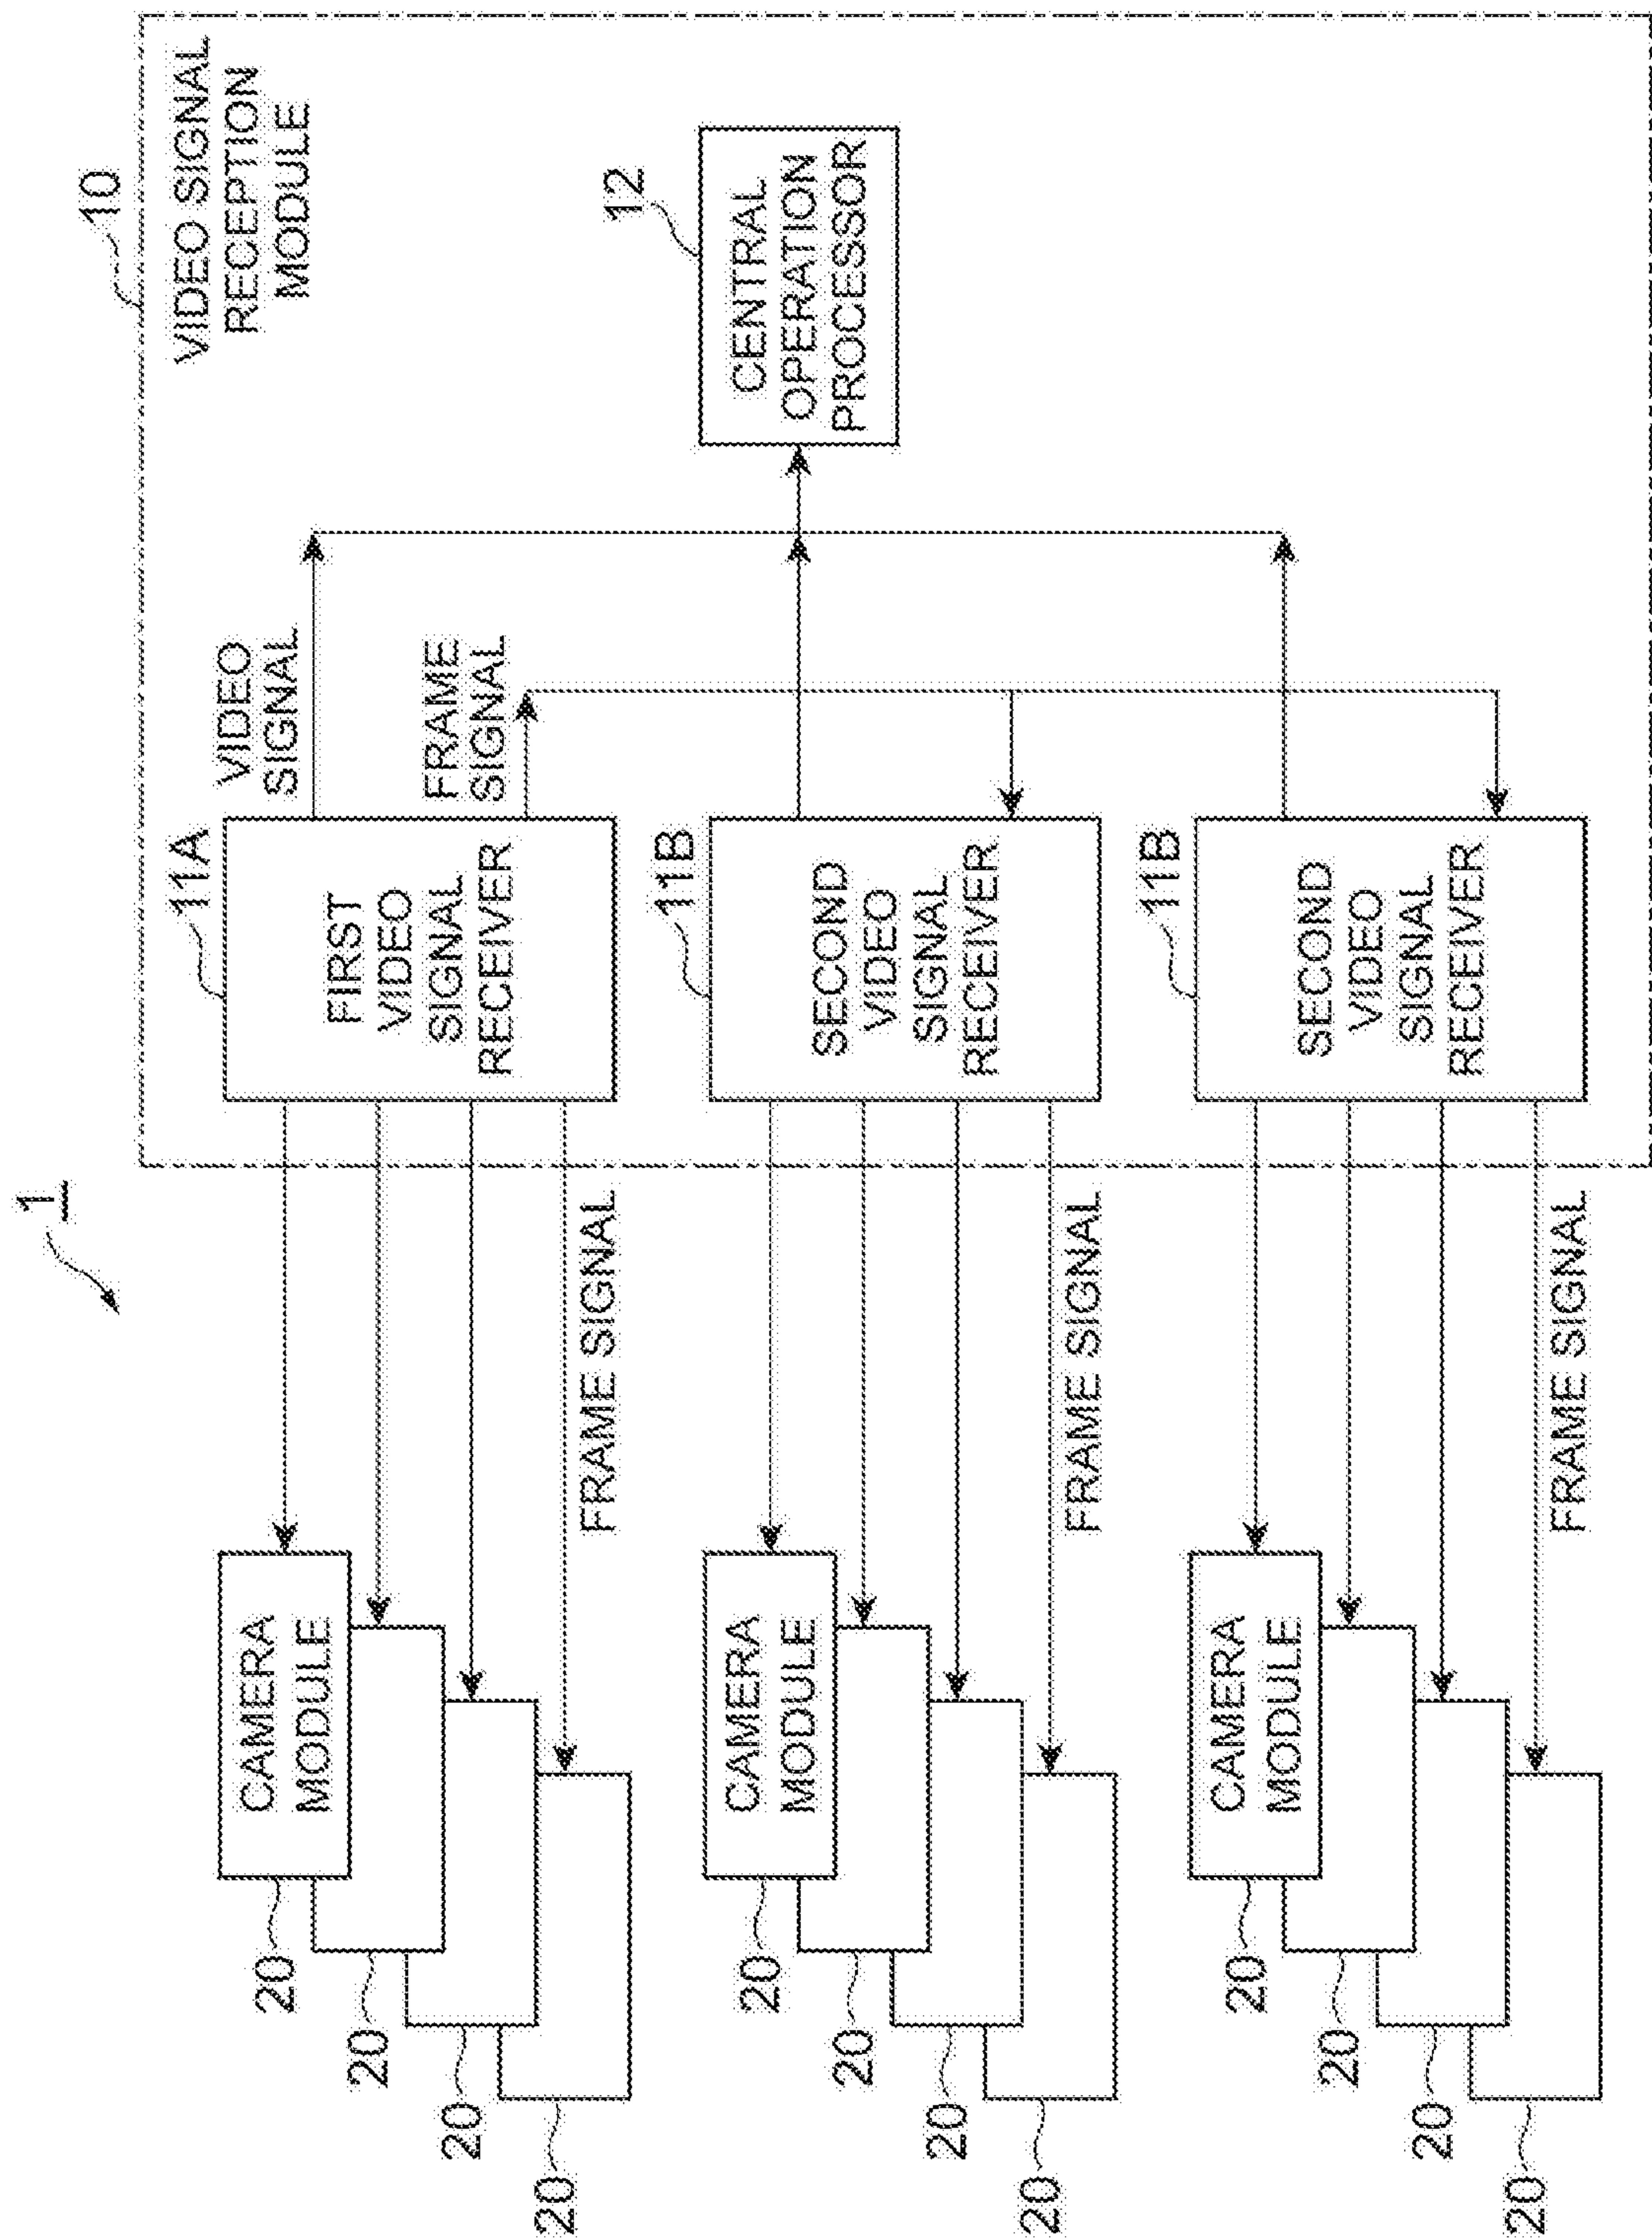 1
10
VIDEO SIGNAL
RECEPTION
MODULE
20
CAMERA
MODULE
20
20
20
FRAME SIGNAL
11A
FIRST
VIDEO
SIGNAL
RECEIVER
VIDEO
SIGNAL
FRAME
SIGNAL
12
CENTRAL
OPERATION
PROCESSOR
20
CAMERA
MODULE
20
20
20
FRAME SIGNAL
11B
SECOND
VIDEO
SIGNAL
RECEIVER
20
CAMERA
MODULE
20
20
20
FRAME SIGNAL
11B
SECOND
VIDEO
SIGNAL
RECEIVER